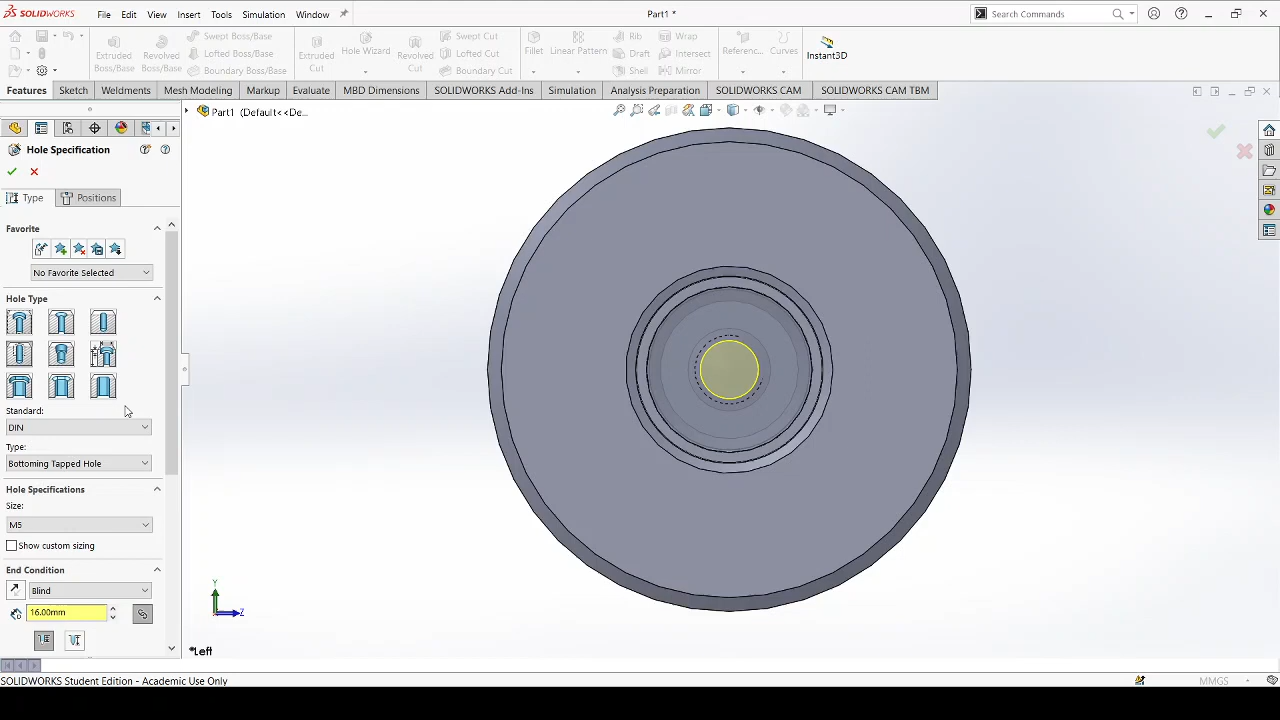 SOLIDWORKS File Edit View Insert Tools Simulation Window Part1 * Search Commands
Extruded Boss/Base
Revolved Boss/Base
Swept Boss/Base
Lofted Boss/Base
Boundary Boss/Base
Extruded Cut
Hole Wizard
Revolved Cut
Swept Cut
Lofted Cut
Boundary Cut
Fillet
Linear Pattern
Rib
Draft
Shell
Wrap
Intersect
Mirror
Referenc...
Curves
Instant3D
Features Sketch Weldments Mesh Modeling Markup Evaluate MBD Dimensions SOLIDWORKS Add-Ins Simulation Analysis Preparation SOLIDWORKS CAM SOLIDWORKS CAM TBM
Part1 (Default<<De...
Hole Specification
Type Positions
Favorite
No Favorite Selected
Hole Type
Standard:
DIN
Type:
Bottoming Tapped Hole
Hole Specifications
Size:
M5
Show custom sizing
End Condition
Blind
16.00mm
Y
Z
*Left
SOLIDWORKS Student Edition - Academic Use Only
MMGS